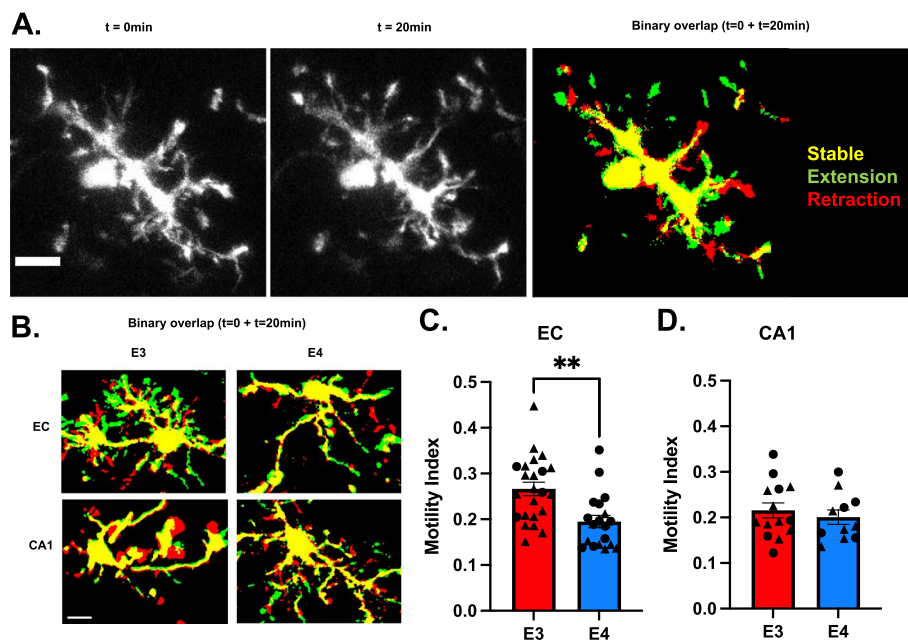 A.
t = 0min
t = 20min
Binary overlap (t=0 + t=20min)
Stable
Extension
Retraction
B.
Binary overlap (t=0 + t=20min)
E3
E4
EC
CA1
C.
EC
**
Motility Index
0.5
0.4
0.3
0.2
0.1
0.0
E3
E4
D.
CA1
Motility Index
0.5
0.4
0.3
0.2
0.1
0.0
E3
E4